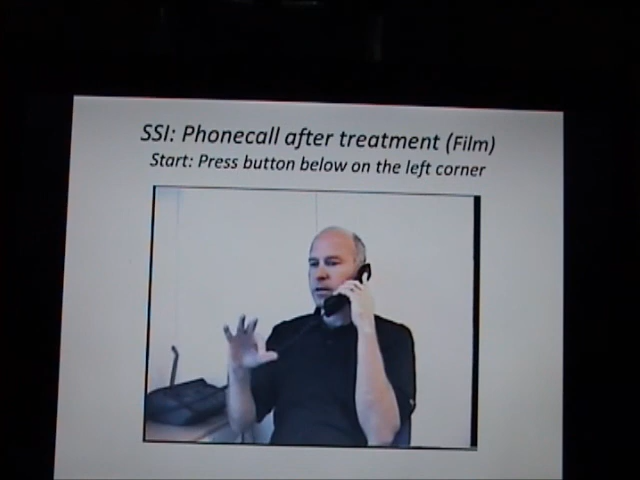 SSI: Phonecall after treatment (Film)
Start: Press button below on the left corner